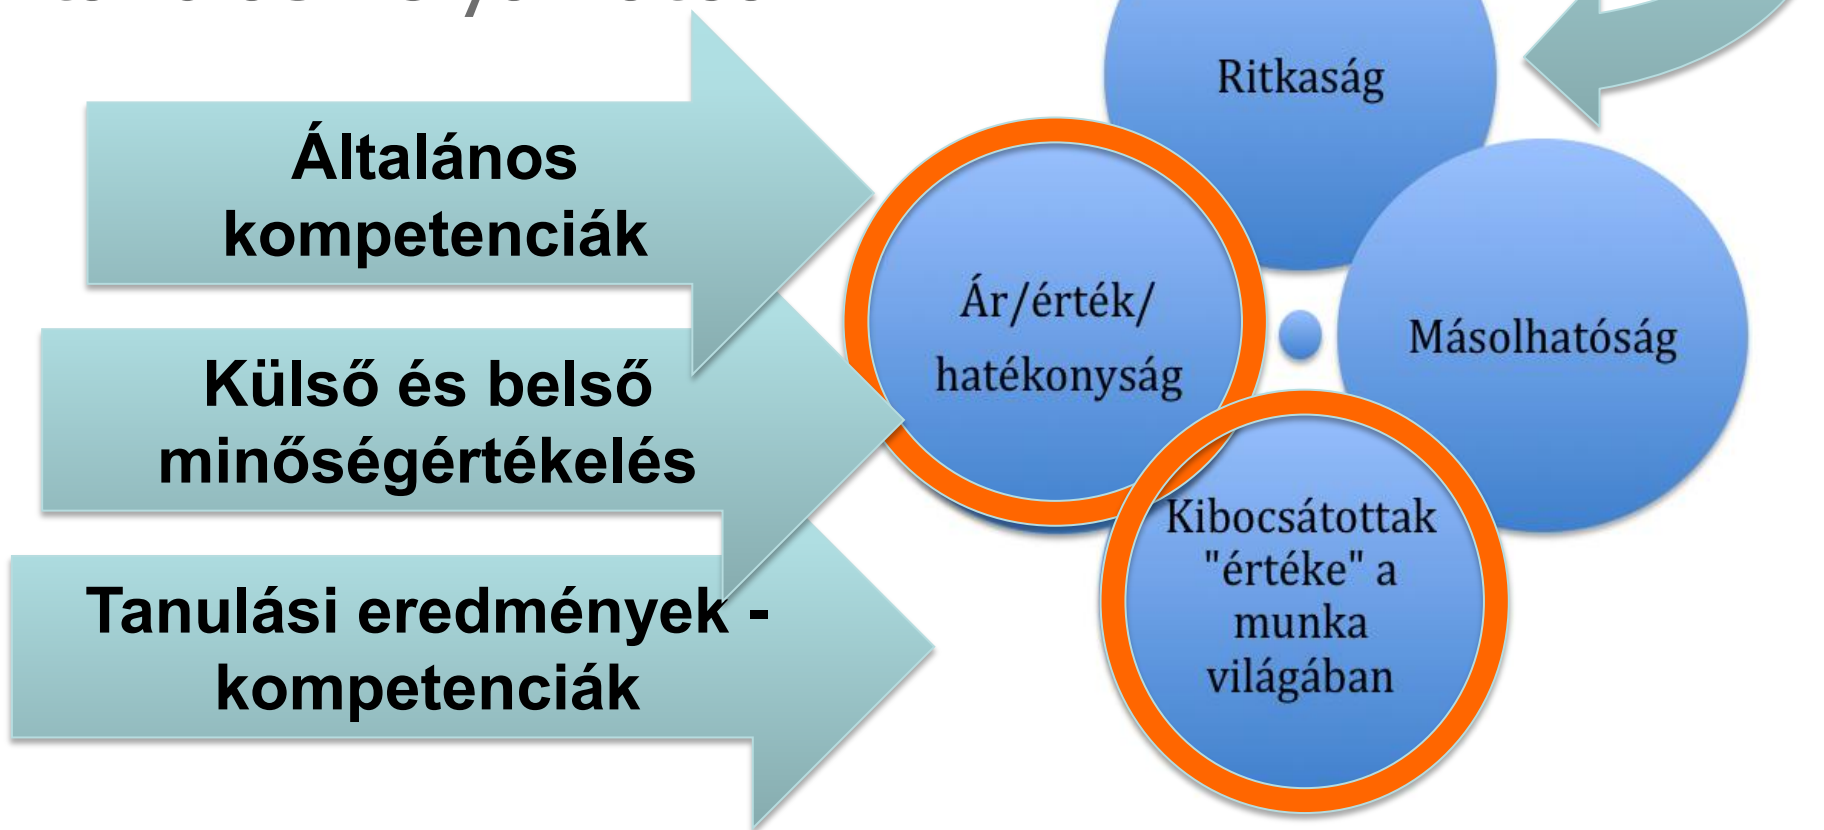 Ritkaság
Általános
kompetenciák
Ár/érték/
hatékonyság
Másolhatóság
Külső és belső
minőségértékelés
Kibocsátottak
"értéke" a
munka
világában
Tanulási eredmények -
kompetenciák